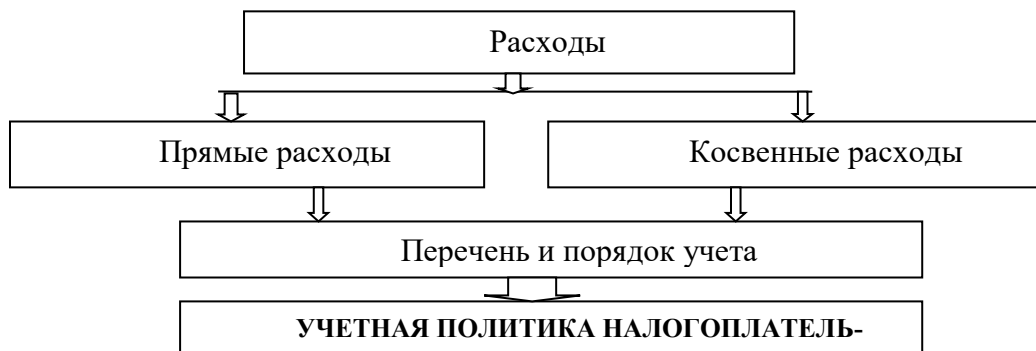 Расходы
Прямые расходы
Косвенные расходы
Перечень и порядок учета
УЧЕТНАЯ ПОЛИТИКА НАЛОГОПЛАТЕЛЬ-